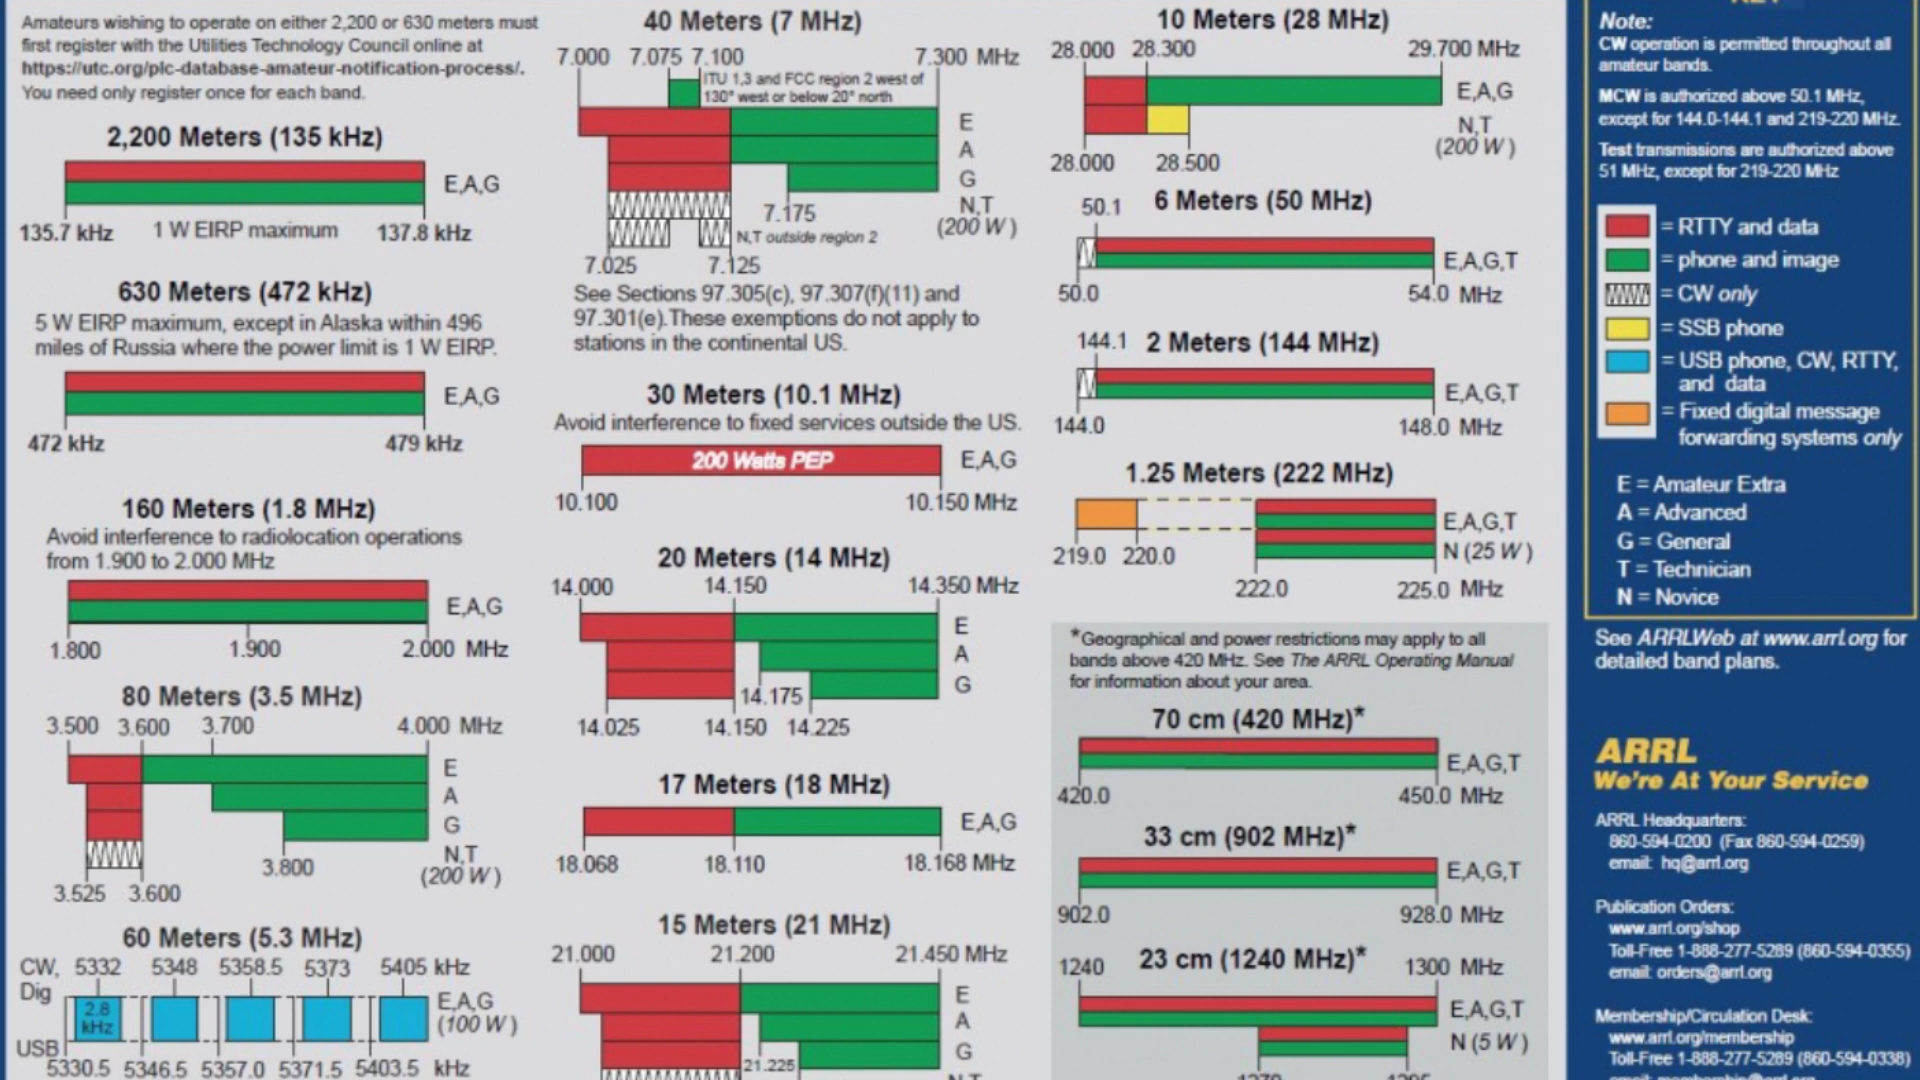 Amateurs wishing to operate on either 2,200 or 630 meters must
first register with the Utilities Technology Council online at
https://utc.org/plc-database-amateur-notification-process/.
You need only register once for each band.
2,200 Meters (135 kHz)
E,A,G
135.7 kHz 1 W EIRP maximum 137.8 kHz
630 Meters (472 kHz)
5 W EIRP maximum, except in Alaska within 496
miles of Russia where the power limit is 1 W EIRP.
E,A,G
472 kHz 479 kHz
160 Meters (1.8 MHz)
Avoid interference to radiolocation operations
from 1.900 to 2.000 MHz
E,A,G
1.800 1.900 2.000 MHz
80 Meters (3.5 MHz)
3.500 3.600 3.700 4.000 MHz
E
A
G
N,T
(200 W)
3.800
3.525 3.600
60 Meters (5.3 MHz)
CW, 5332 5348 5358.5 5373 5405 kHz
Dig
2.8
kHz
E,A,G
(100 W)
USB
5330.5 5346.5 5357.0 5371.5 5403.5 kHz
40 Meters (7 MHz)
7.000 7.075 7.100 7.300 MHz
ITU 1,3 and FCC region 2 west of
130° west or below 20° north
E
A
G
N,T
(200 W)
7.175
N,T outside region 2
7.025 7.125
See Sections 97.305(c), 97.307(f)(11) and
97.301(e).These exemptions do not apply to
stations in the continental US.
30 Meters (10.1 MHz)
Avoid interference to fixed services outside the US.
200 Watts PEP
E,A,G
10.100 10.150 MHz
20 Meters (14 MHz)
14.000 14.150 14.350 MHz
E
A
G
14.175
14.025 14.150 14.225
17 Meters (18 MHz)
E,A,G
18.068 18.110 18.168 MHz
15 Meters (21 MHz)
21.000 21.200 21.450 MHz
E
A
G
21.225
10 Meters (28 MHz)
28.000 28.300 29.700 MHz
E,A,G
N,T
(200 W)
28.000 28.500
6 Meters (50 MHz)
50.1
E,A,G,T
50.0 54.0 MHz
2 Meters (144 MHz)
144.1
E,A,G,T
144.0 148.0 MHz
1.25 Meters (222 MHz)
E,A,G,T
N (25 W)
219.0 220.0
222.0 225.0 MHz
*Geographical and power restrictions may apply to all
bands above 420 MHz. See The ARRL Operating Manual
for information about your area.
70 cm (420 MHz)*
E,A,G,T
420.0 450.0 MHz
33 cm (902 MHz)*
E,A,G,T
902.0 928.0 MHz
23 cm (1240 MHz)*
1240 1300 MHz
E,A,G,T
N (5 W)
Note:
CW operation is permitted throughout all
amateur bands.
MCW is authorized above 50.1 MHz,
except for 144.0-144.1 and 219-220 MHz.
Test transmissions are authorized above
51 MHz, except for 219-220 MHz
= RTTY and data
= phone and image
= CW only
= SSB phone
= USB phone, CW, RTTY,
and data
= Fixed digital message
forwarding systems only
E = Amateur Extra
A = Advanced
G = General
T = Technician
N = Novice
See ARRLWeb at www.arrl.org for
detailed band plans.
ARRL
We're At Your Service
ARRL Headquarters:
860-594-0200 (Fax 860-594-0259)
email: hq@arrl.org
Publication Orders:
www.arrl.org/shop
Toll-Free 1-888-277-5289 (860-594-0355)
email: orders@arrl.org
Membership/Circulation Desk:
www.arrl.org/membership
Toll-Free 1-888-277-5289 (860-594-0338)